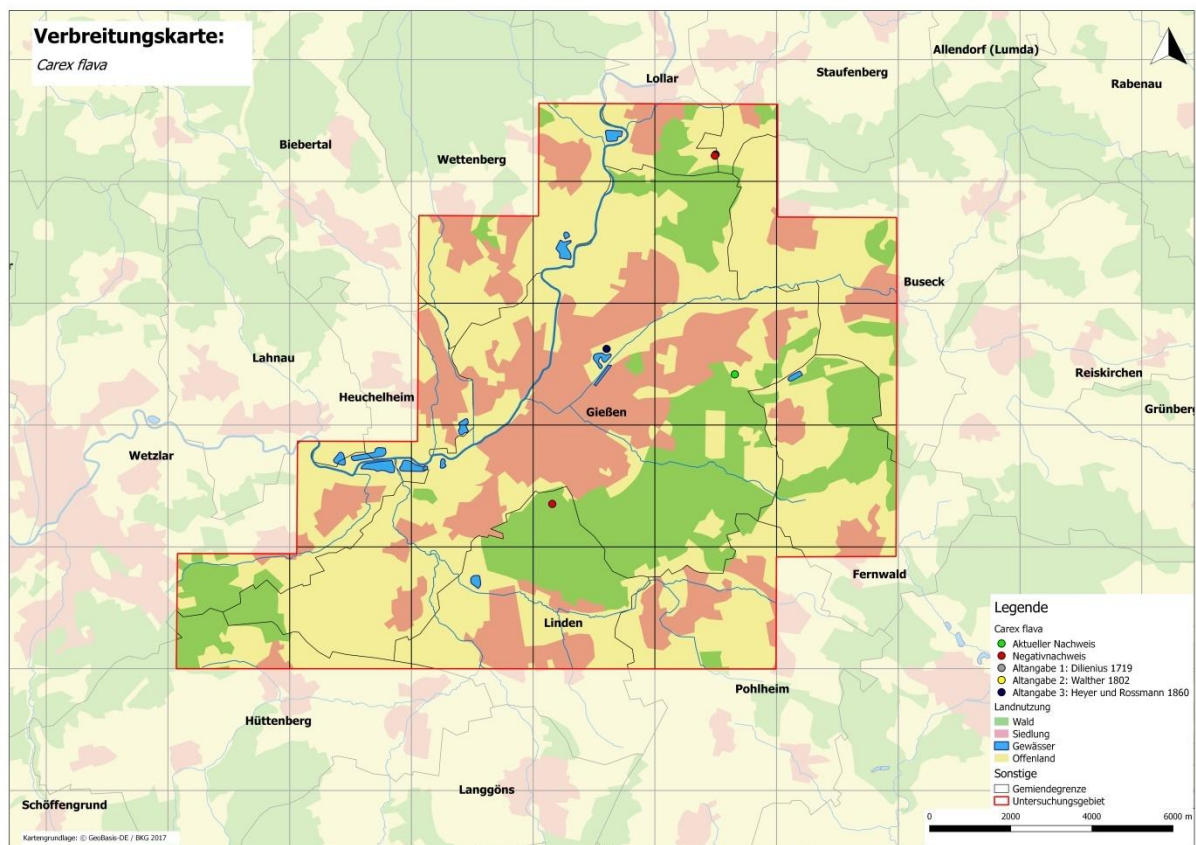 Verbreitungskarte:
Carex flava
Allendorf (Lumda)
Staufenberg
Lollar
Rabenau
Biebertal
Wettenberg
Buseck
Lahnau
Reiskirchen
Heuchelheim
Grünberg
Gießen
Wetzlar
Fernwald
Linden
Pohlheim
Hüttenberg
Langgöns
Schöffengrund
Legende
Carex flava
Aktueller Nachweis
Negativnachweis
Altangabe 1: Dillenius 1719
Altangabe 2: Walther 1802
Altangabe 3: Heyer und Rossmann 1860
Landnutzung
Wald
Siedlung
Gewässer
Offenland
Sonstige
Gemiendegrenze
Untersuchungsgebiet
0 2000 4000 6000 m
Kartengrundlage: © GeoBasis-DE / BKG 2017